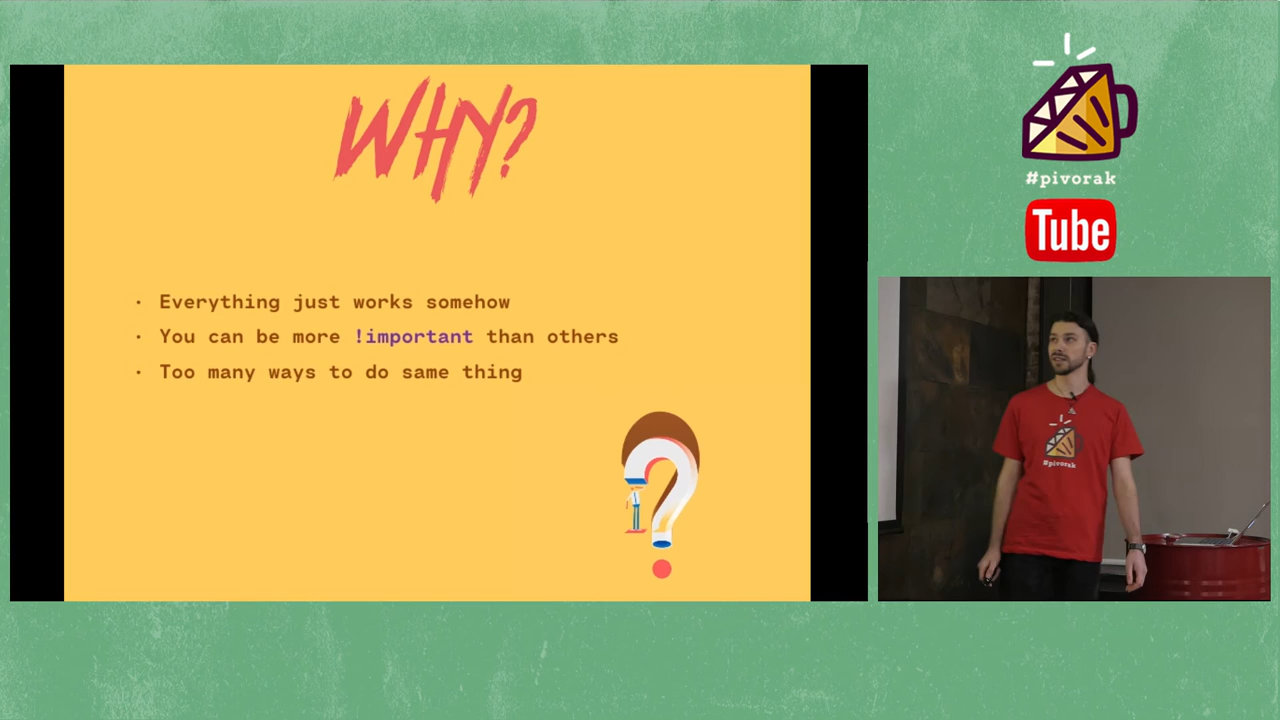 WHY?
· Everything just works somehow
· You can be more !important than others
· Too many ways to do same thing
#pivorak
Tube
#pivorak